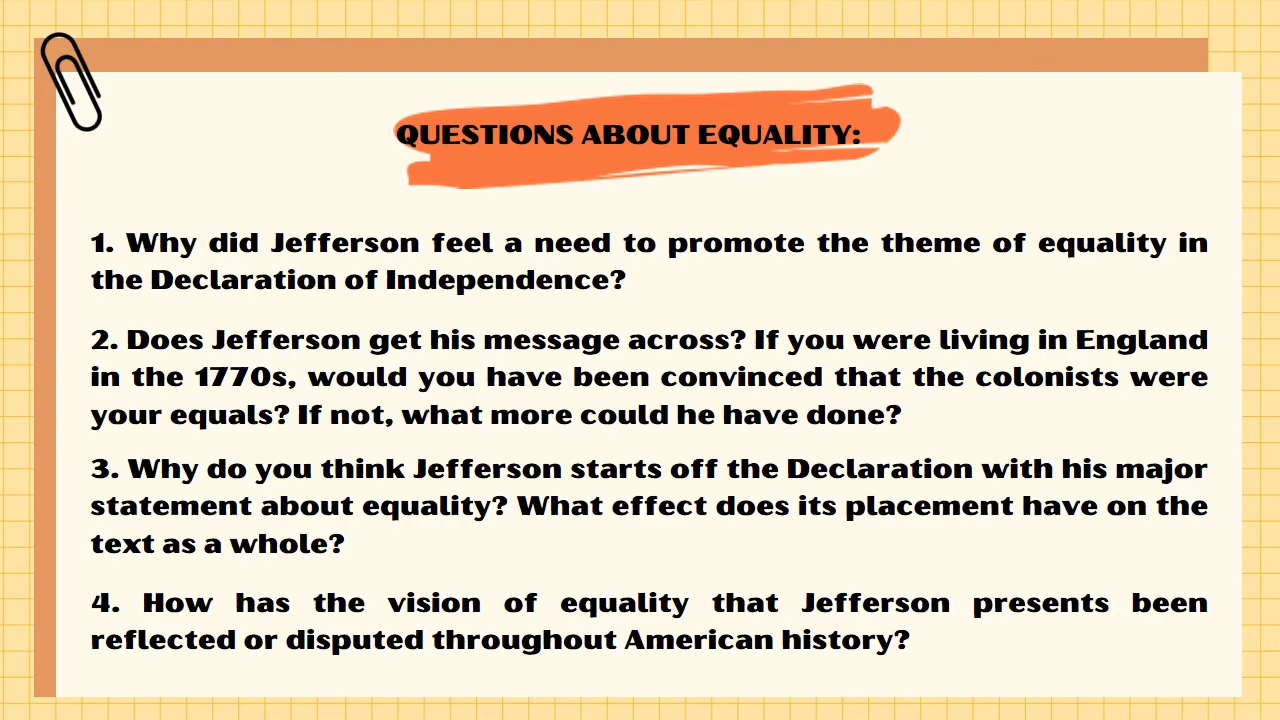 QUESTIONS ABOUT EQUALITY:
1. Why did Jefferson feel a need to promote the theme of equality in
the Declaration of Independence?
2. Does Jefferson get his message across? If you were living in England
in the 1770s, would you have been convinced that the colonists were
your equals? If not, what more could he have done?
3. Why do you think Jefferson starts off the Declaration with his major
statement about equality? What effect does its placement have on the
text as a whole?
4. How has the vision of equality that Jefferson presents been
reflected or disputed throughout American history?